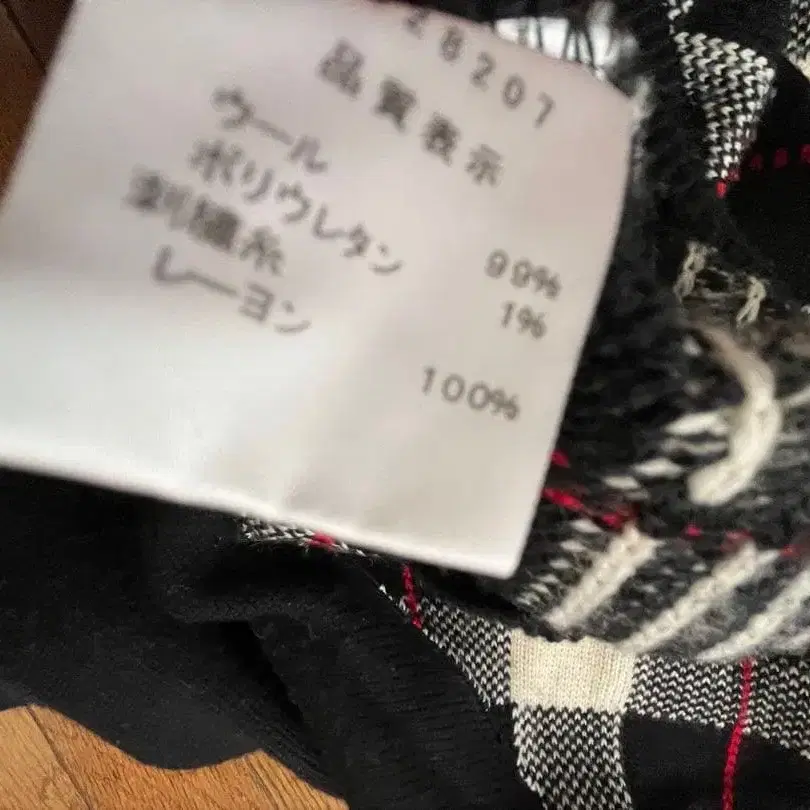 28207
品質表示
ウール 99%
ポリウレタン 1%
刺繍糸
レーヨン 100%